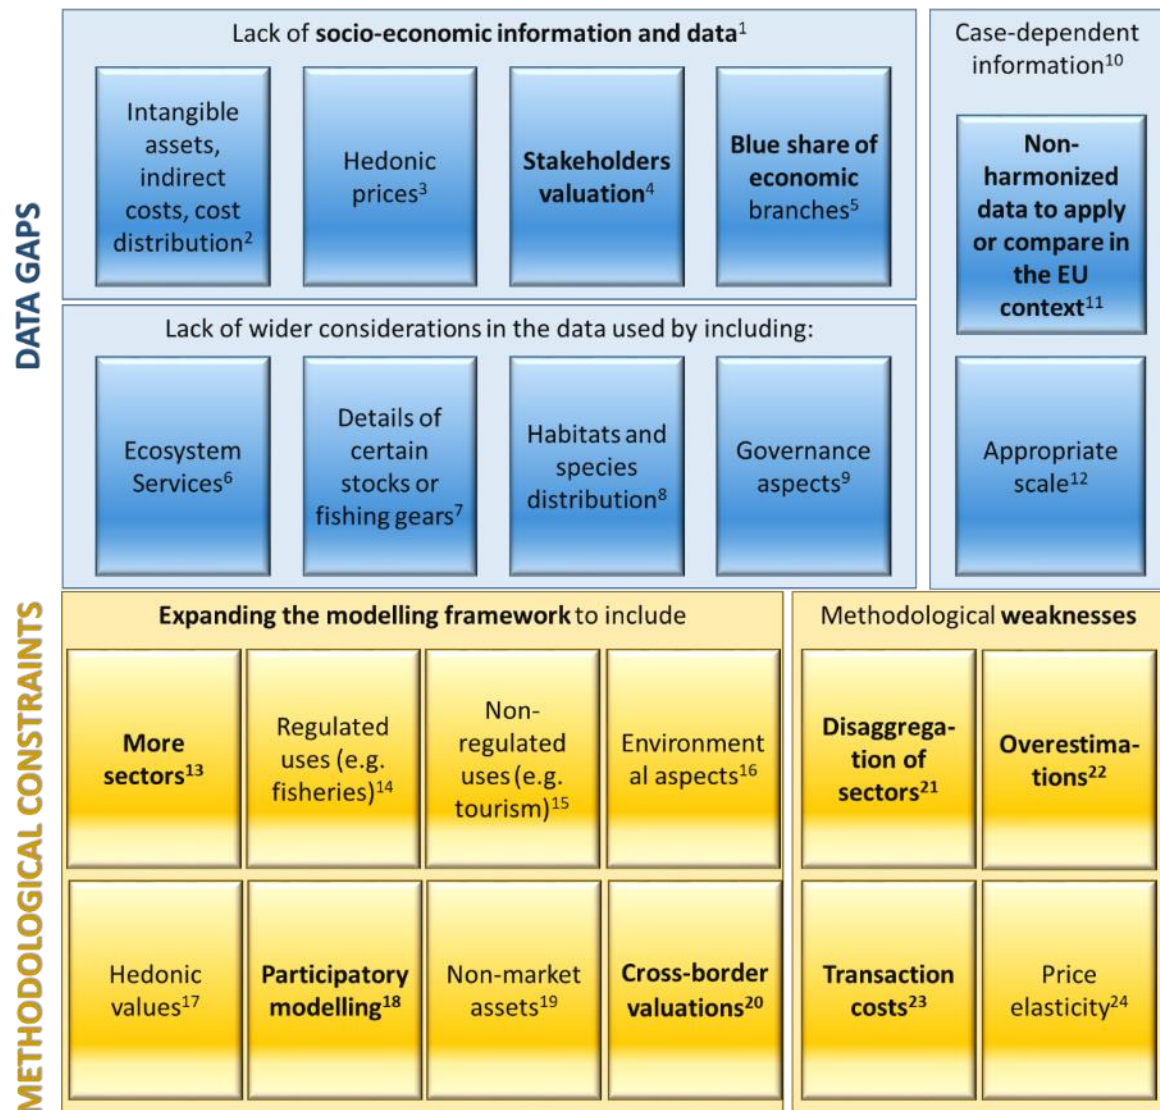 DATA GAPS
Lack of socio-economic information and data¹
Intangible
assets,
indirect
costs, cost
distribution²
Hedonic
prices³
Stakeholders
valuation⁴
Blue share of
economic
branches⁵
Case-dependent
information¹⁰
Non-
harmonized
data to apply
or compare in
the EU
context¹¹
Lack of wider considerations in the data used by including:
Ecosystem
Services⁶
Details of
certain
stocks or
fishing gears⁷
Habitats and
species
distribution⁸
Governance
aspects⁹
Appropriate
scale¹²
METHODOLOGICAL CONSTRAINTS
Expanding the modelling framework to include
More
sectors¹³
Regulated
uses (e.g.
fisheries)¹⁴
Non-
regulated
uses (e.g.
tourism)¹⁵
Environment
al aspects¹⁶
Hedonic
values¹⁷
Participatory
modelling¹⁸
Non-market
assets¹⁹
Cross-border
valuations²⁰
Methodological weaknesses
Disaggrega-
tion of
sectors²¹
Overestima-
tions²²
Transaction
costs²³
Price
elasticity²⁴